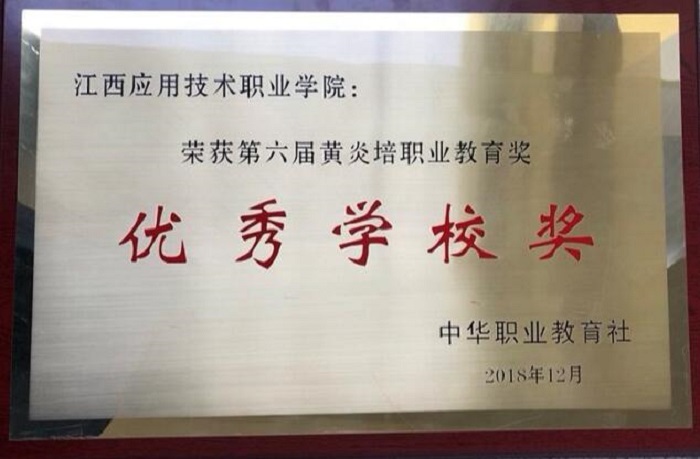 江西应用技术职业学院：
荣获第六届黄炎培职业教育奖
优秀学校奖
中华职业教育社
2018年12月